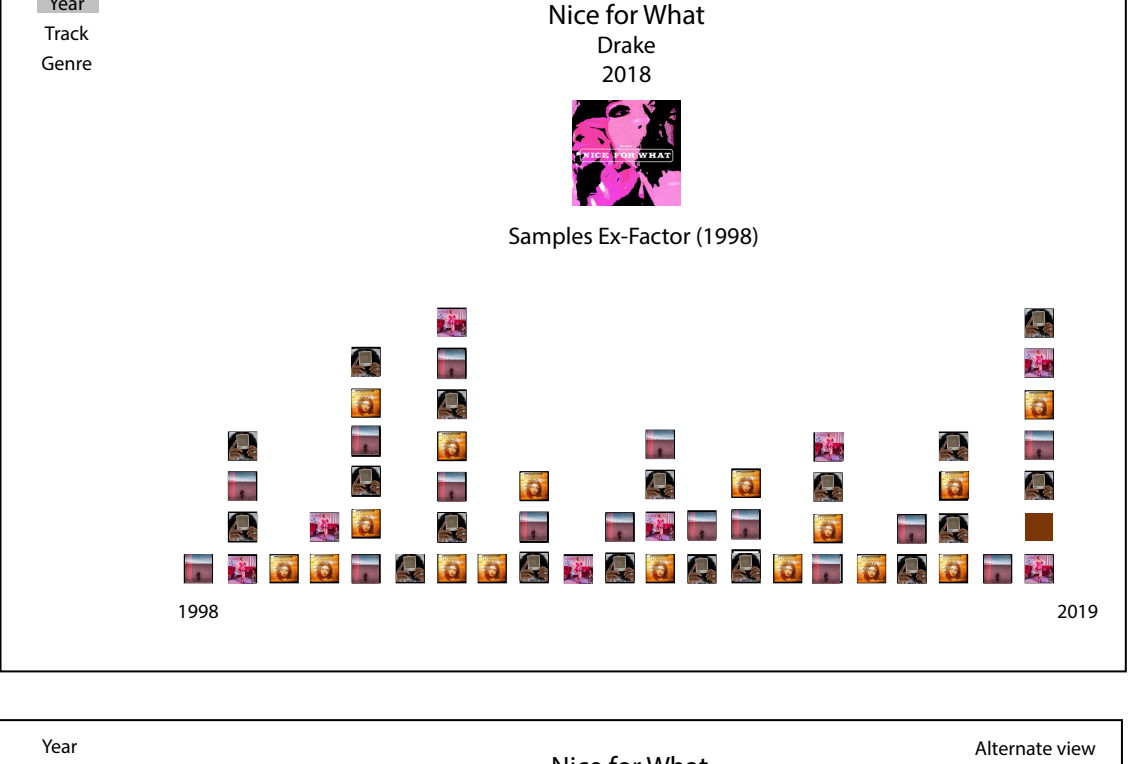 Year
Track
Genre
Nice for What
Drake
2018
NICE FOR WHAT
Samples Ex-Factor (1998)
1998
2019
Year
Alternate view
Nice for What